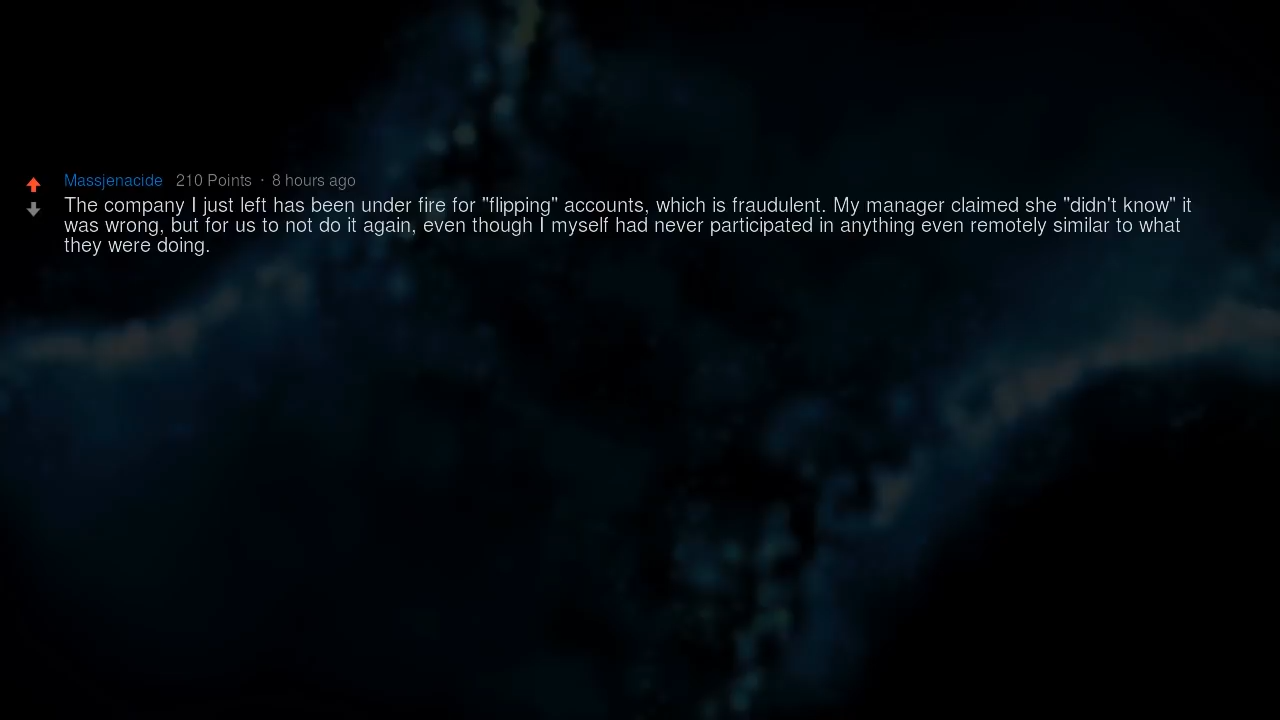 Massjenacide 210 Points · 8 hours ago
The company I just left has been under fire for "flipping" accounts, which is fraudulent. My manager claimed she "didn't know" it
was wrong, but for us to not do it again, even though I myself had never participated in anything even remotely similar to what
they were doing.